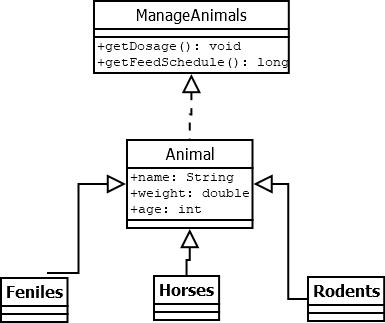 ManageAnimals
+getDosage(): void
+getFeedSchedule(): long
Animal
+name: String
+weight: double
+age: int
Feniles
Horses
Rodents